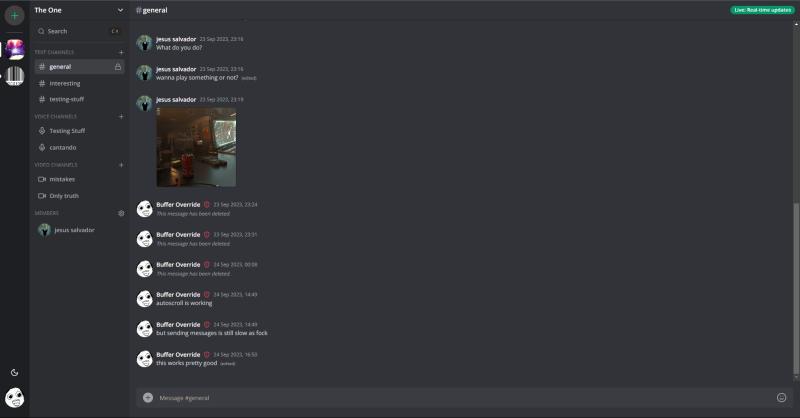 The One
#general
Live: Real-time updates
Search
TEXT CHANNELS
general
interesting
testing-stuff
VOICE CHANNELS
Testing Stuff
cantando
VIDEO CHANNELS
mistakes
Only truth
MEMBERS
jesus salvador
jesus salvador 23 Sep 2023, 23:16
What do you do?
jesus salvador 23 Sep 2023, 23:16
wanna play something or not? (edited)
jesus salvador 23 Sep 2023, 23:19
Buffer Override 23 Sep 2023, 23:24
This message has been deleted.
Buffer Override 23 Sep 2023, 23:31
This message has been deleted.
Buffer Override 24 Sep 2023, 00:08
This message has been deleted.
Buffer Override 24 Sep 2023, 14:49
autoscroll is working
Buffer Override 24 Sep 2023, 14:49
but sending messages is still slow as fock
Buffer Override 24 Sep 2023, 16:50
this works pretty good (edited)
Message #general